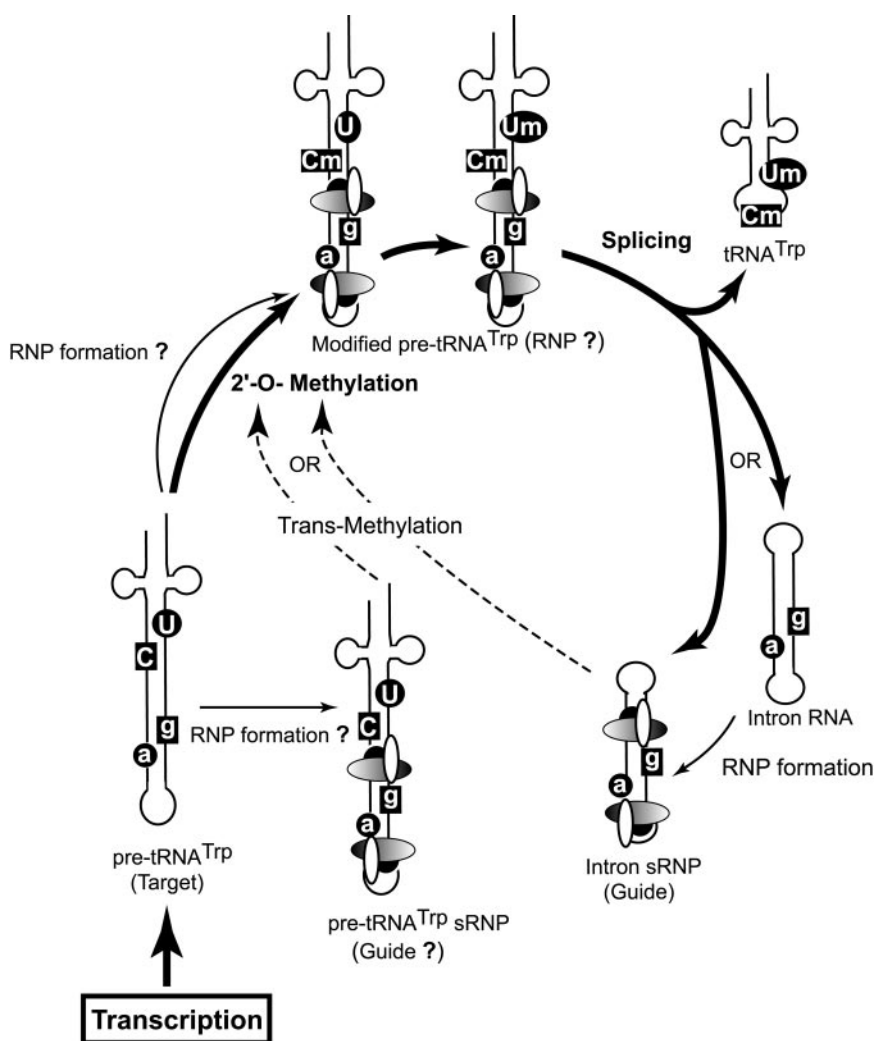 U
Um
Cm
Cm
Um
g
g
Cm
a
a
Splicing
tRNATrp
RNP formation ?
Modified pre-tRNATrp (RNP ?)
2'-O- Methylation
OR
OR
Trans-Methylation
U
C
g
a
U
C
g
a
RNP formation ?
g
a
g
a
Intron RNA
RNP formation
pre-tRNATrp
(Target)
Intron sRNP
(Guide)
pre-tRNATrp sRNP
(Guide ?)
Transcription